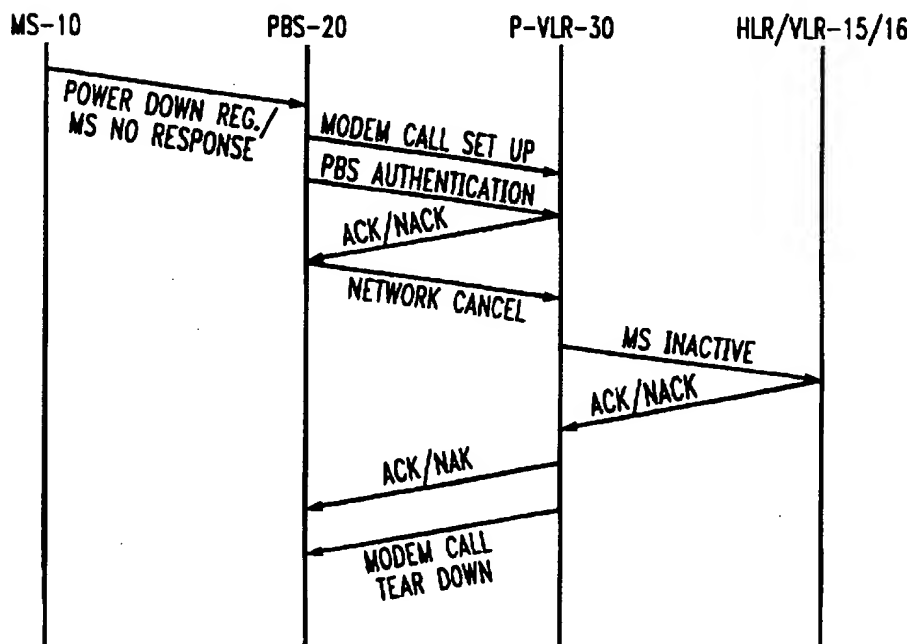 MS-10 PBS-20 P-VLR-30 HLR/VLR-15/16
POWER DOWN REG./
MS NO RESPONSE
MODEM CALL SET UP
PBS AUTHENTICATION
ACK/NACK
NETWORK CANCEL
MS INACTIVE
ACK/NACK
ACK/NAK
MODEM CALL
TEAR DOWN